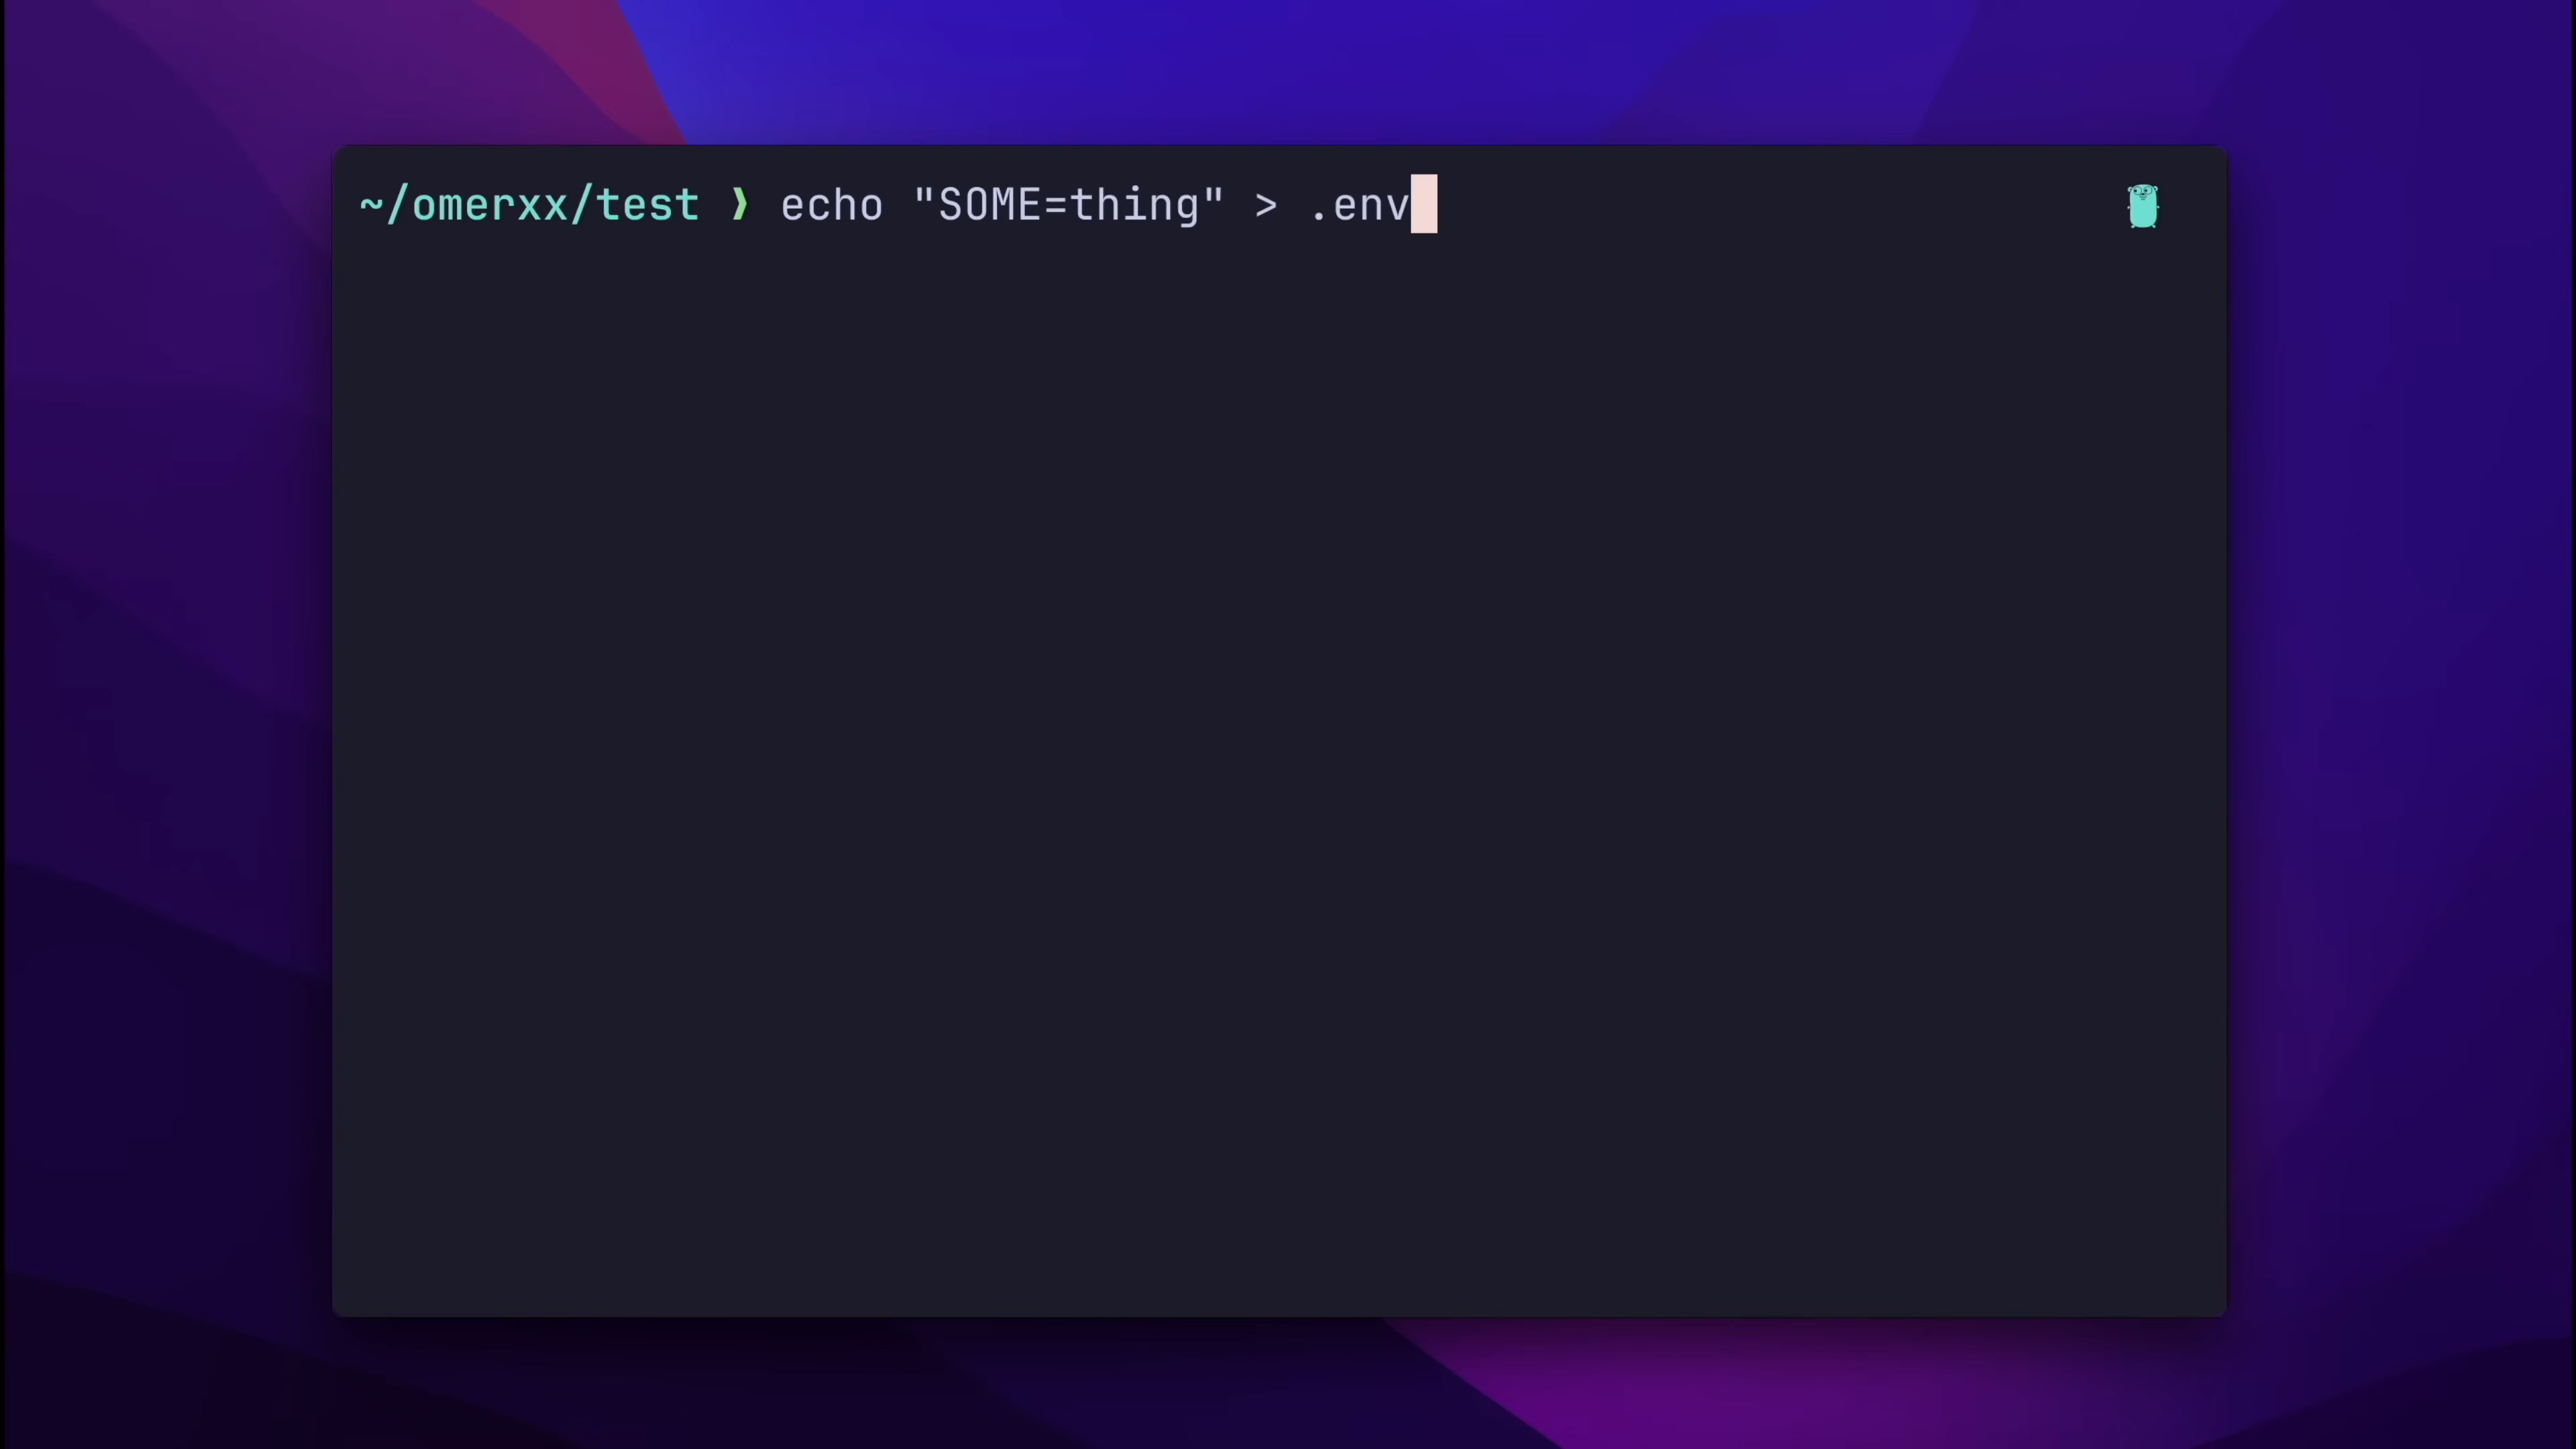 ~/omerxx/test ❯ echo "SOME=thing" > .env